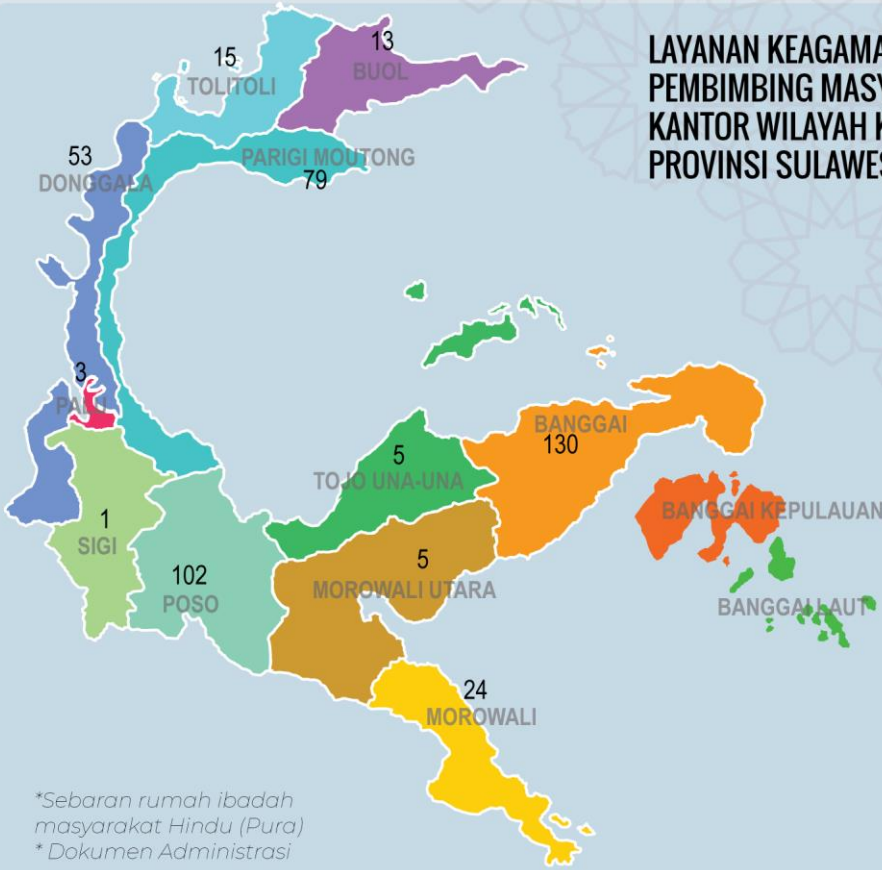 LAYANAN KEAGAMA
PEMBIMBING MASY
KANTOR WILAYAH K
PROVINSI SULAWES
15
TOLITOLI
13
BUOL
53
DONGGALA
PARIGI MOUTONG
79
3
PALU
BANGGAI
130
5
TOJO UNA-UNA
1
SIGI
BANGGAI KEPULAUAN
102
POSO
5
MOROWALI UTARA
BANGGAI LAUT
24
MOROWALI
*Sebaran rumah ibadah
masyarakat Hindu (Pura)
* Dokumen Administrasi